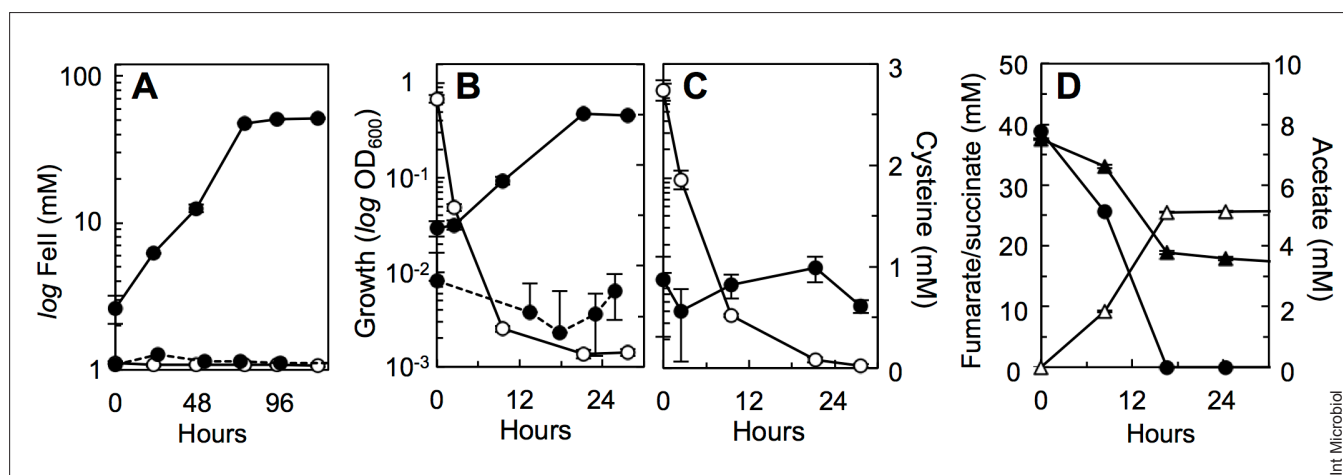 A
log FeII (mM)
100
10
1
0 48 96
Hours
B
Growth (log OD600)
1
10-1
10-2
10-3
0 12 24
Hours
C
3
2
1
0
Cysteine (mM)
0 12 24
Hours
D
Fumarate/succinate (mM)
50
40
30
20
10
0
10
8
6
4
2
0
Acetate (mM)
0 12 24
Hours
Int Microbiol